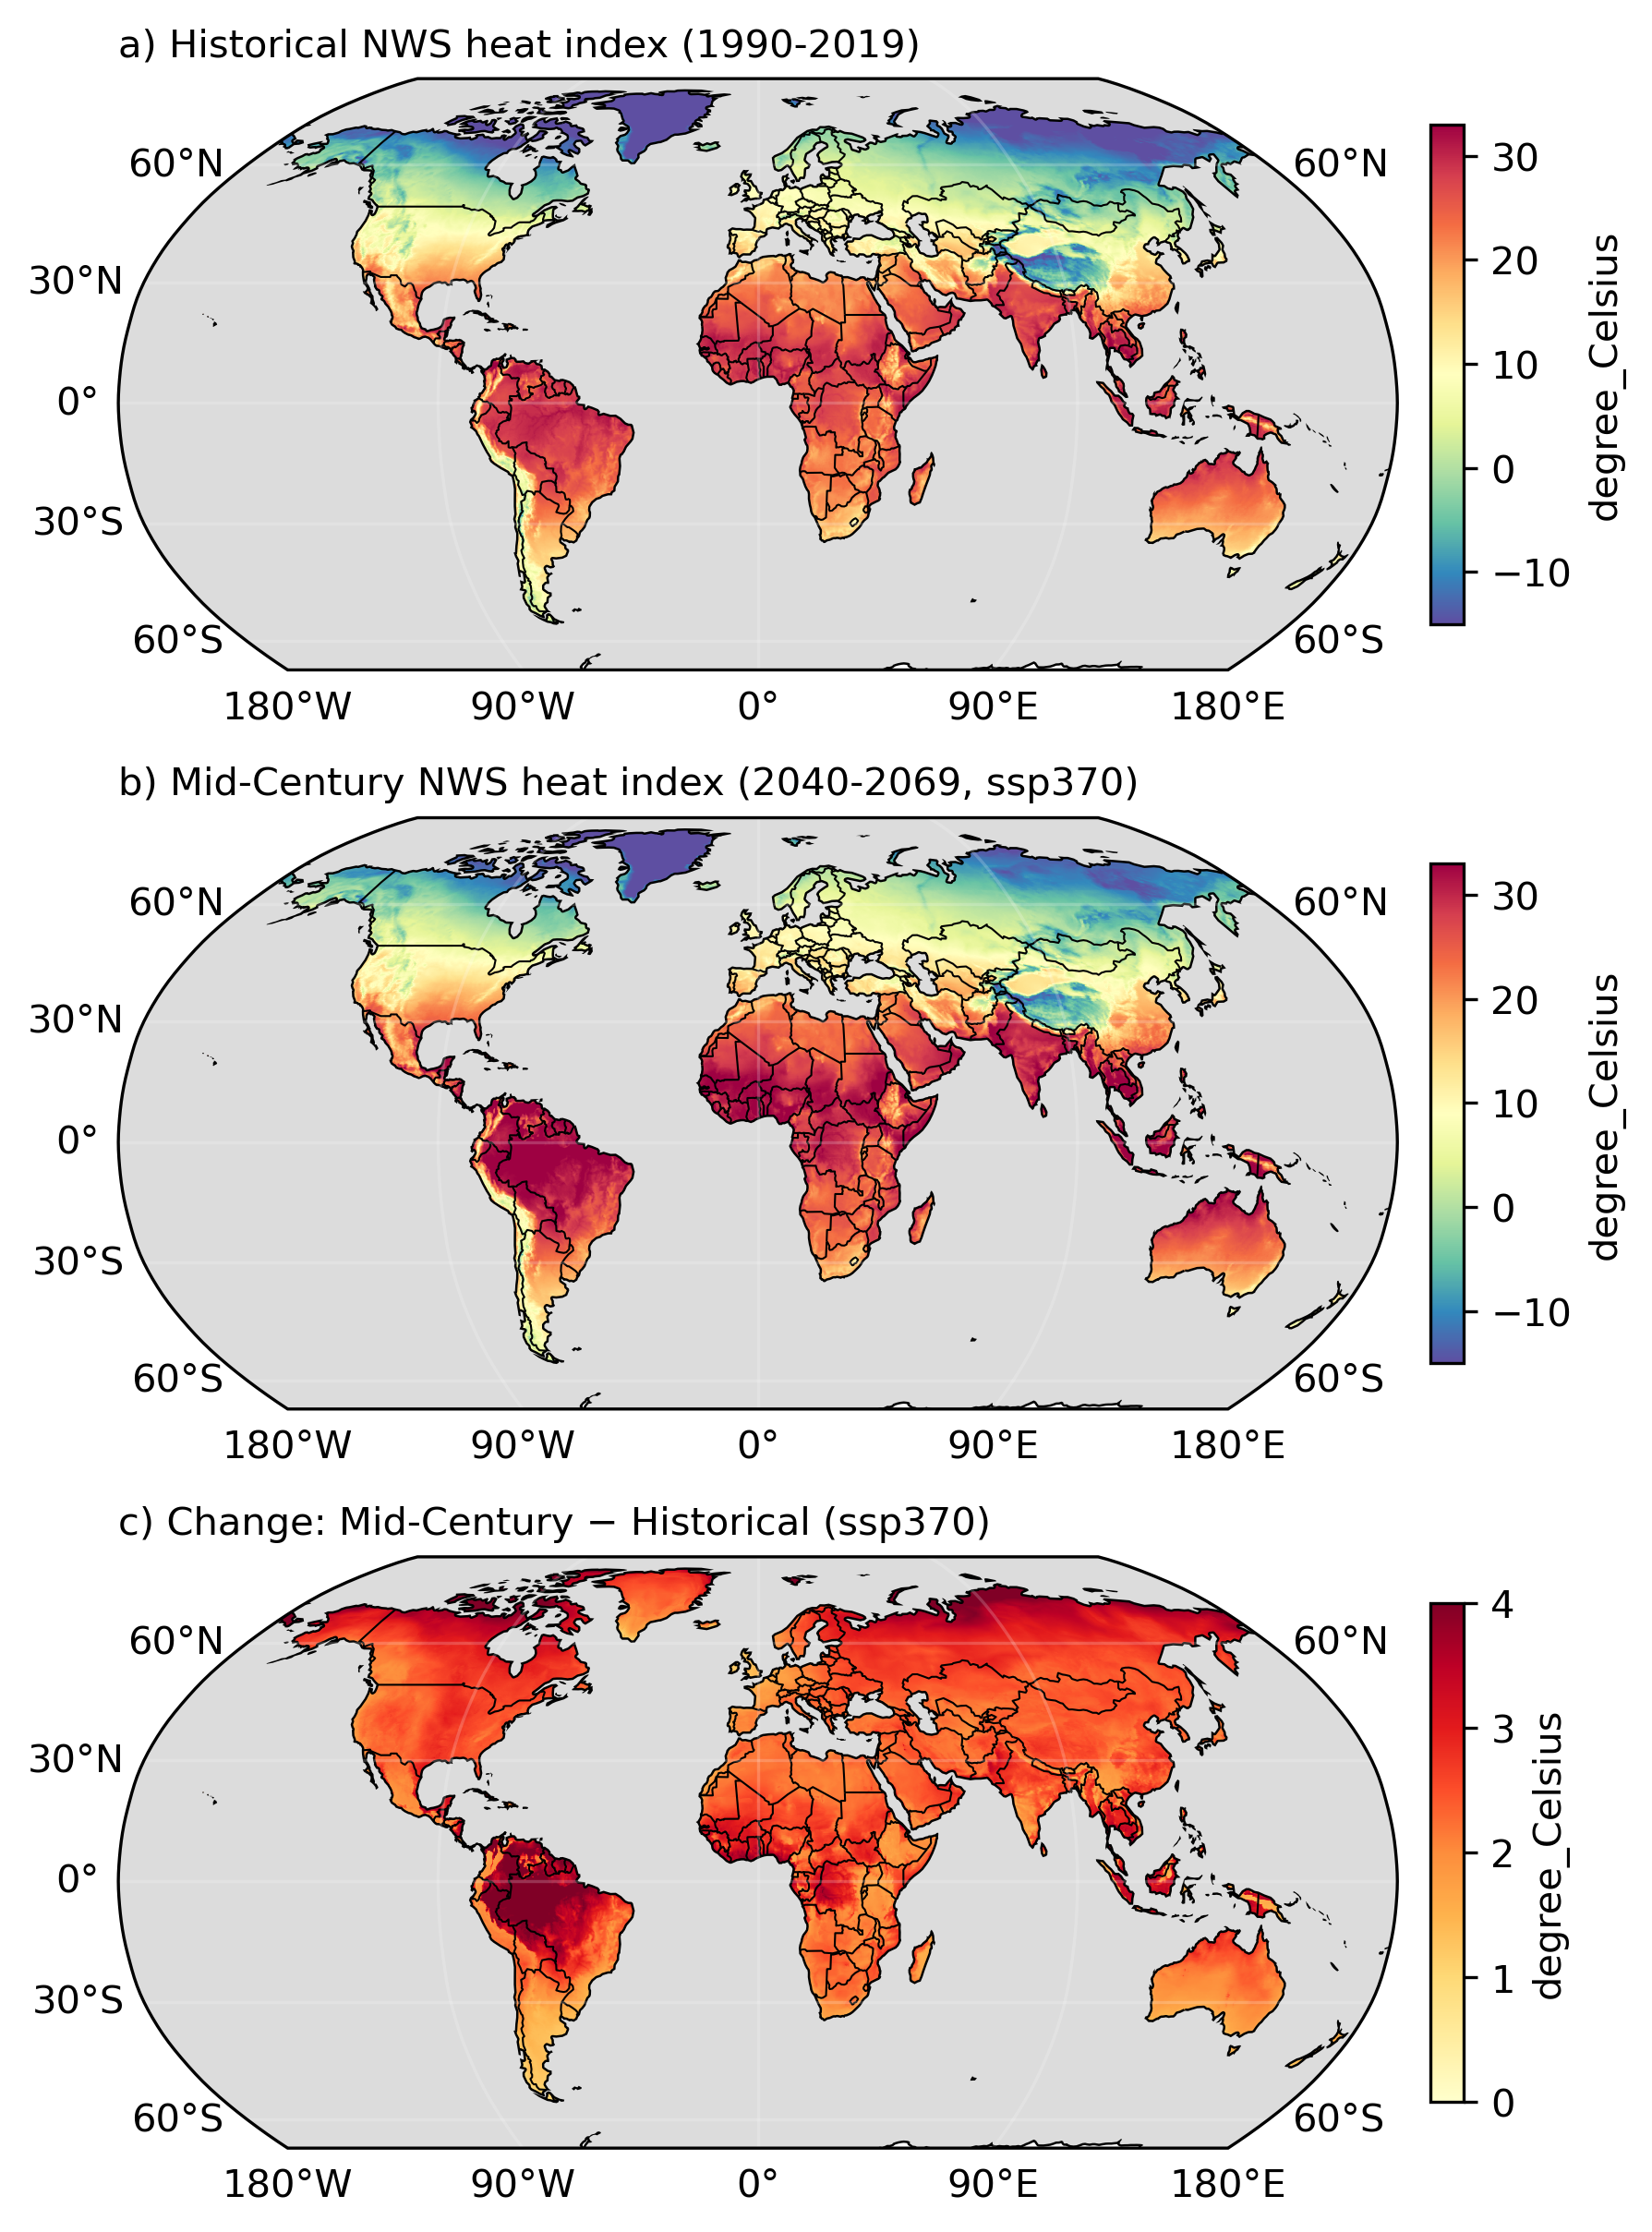 a) Historical NWS heat index (1990-2019)
60°N
60°N
30°N
0°
30°S
60°S
60°S
180°W 90°W 0° 90°E 180°E
30
20
10
0
−10
degree_Celsius
b) Mid-Century NWS heat index (2040-2069, ssp370)
60°N
60°N
30°N
0°
30°S
60°S
60°S
180°W 90°W 0° 90°E 180°E
30
20
10
0
−10
degree_Celsius
c) Change: Mid-Century − Historical (ssp370)
60°N
60°N
30°N
0°
30°S
60°S
60°S
180°W 90°W 0° 90°E 180°E
4
3
2
1
0
degree_Celsius